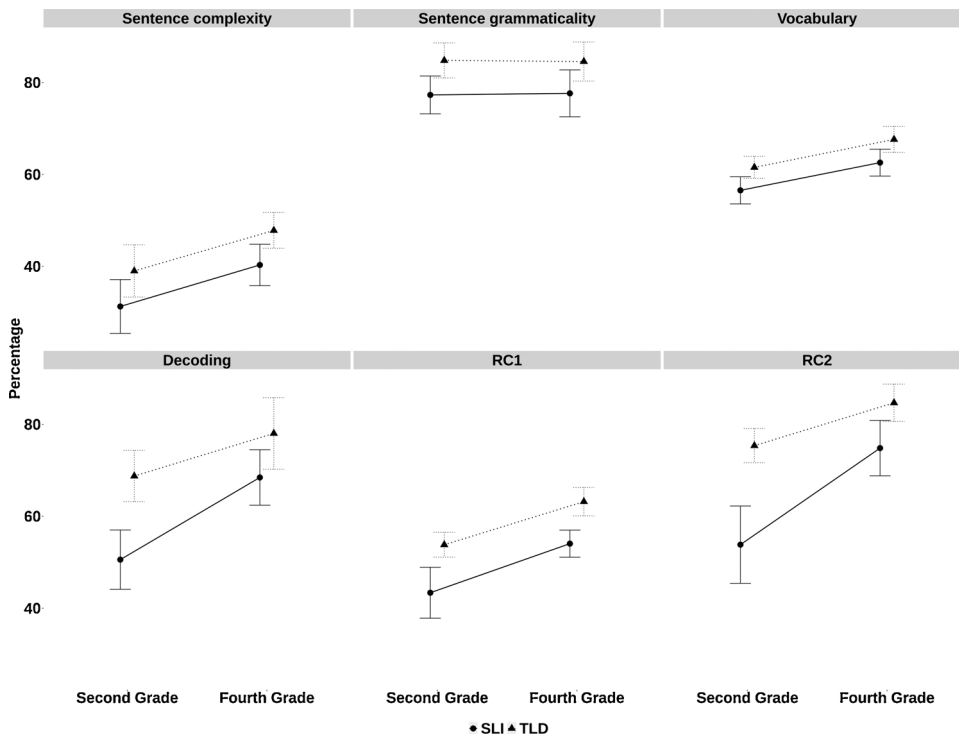 Sentence complexity Sentence grammaticality Vocabulary
80
60
40
Percentage
Decoding RC1 RC2
80
60
40
Second Grade Fourth Grade Second Grade Fourth Grade Second Grade Fourth Grade
SLI TLD